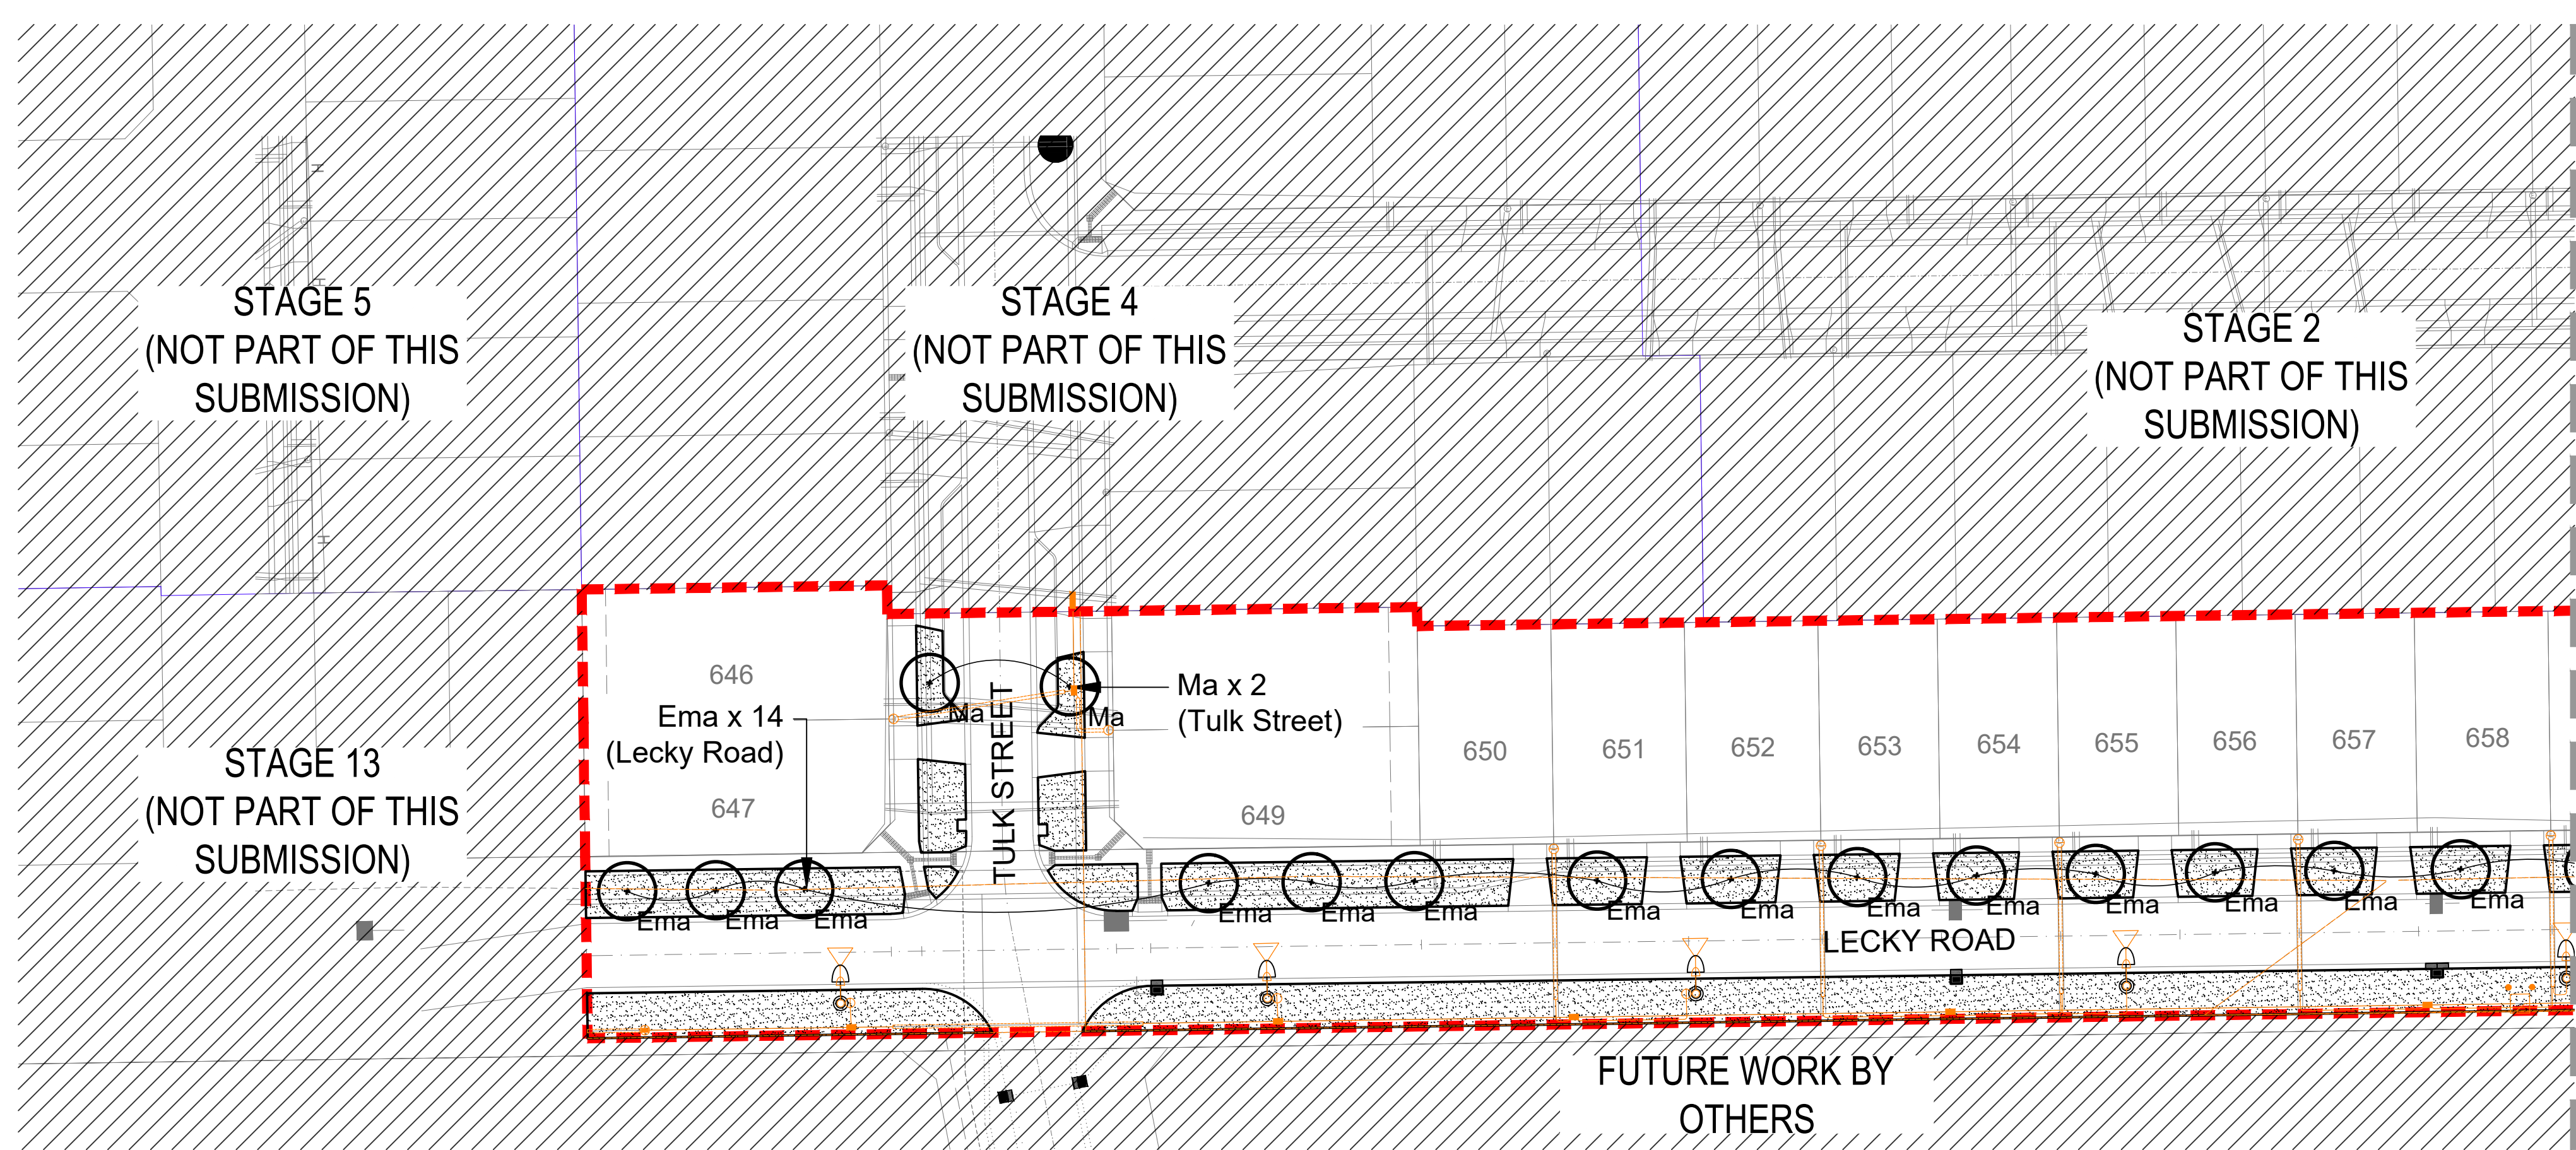 STAGE 5
(NOT PART OF THIS
SUBMISSION)
STAGE 4
(NOT PART OF THIS
SUBMISSION)
STAGE 2
(NOT PART OF THIS
SUBMISSION)
STAGE 13
(NOT PART OF THIS
SUBMISSION)
646
Ema x 14
(Lecky Road)
647
Ma
Ma
TULK STREET
Ma x 2
(Tulk Street)
649
650
651
652
653
654
655
656
657
658
Ema
Ema
Ema
Ema
Ema
Ema
Ema
Ema
Ema
Ema
Ema
Ema
Ema
Ema
LECKY ROAD
FUTURE WORK BY
OTHERS
H
H
H